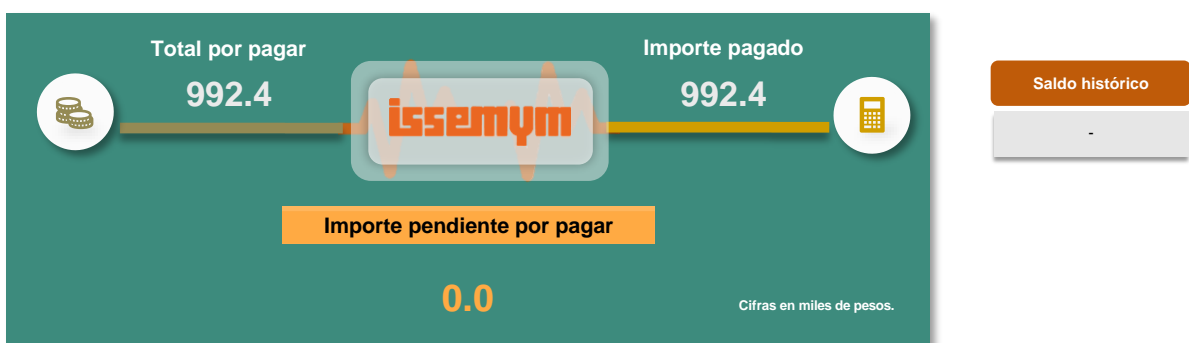 Total por pagar
992.4
issemym
Importe pagado
992.4
Importe pendiente por pagar
0.0
Cifras en miles de pesos.
Saldo histórico
-